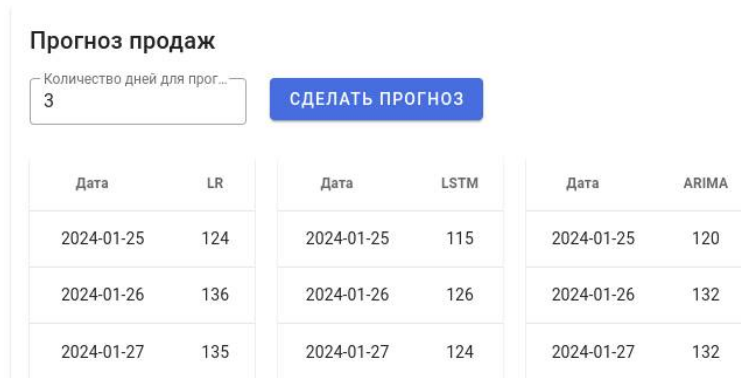 Прогноз продаж
Количество дней для прог...
3
СДЕЛАТЬ ПРОГНОЗ
Дата LR Дата LSTM Дата ARIMA
2024-01-25 124 2024-01-25 115 2024-01-25 120
2024-01-26 136 2024-01-26 126 2024-01-26 132
2024-01-27 135 2024-01-27 124 2024-01-27 132